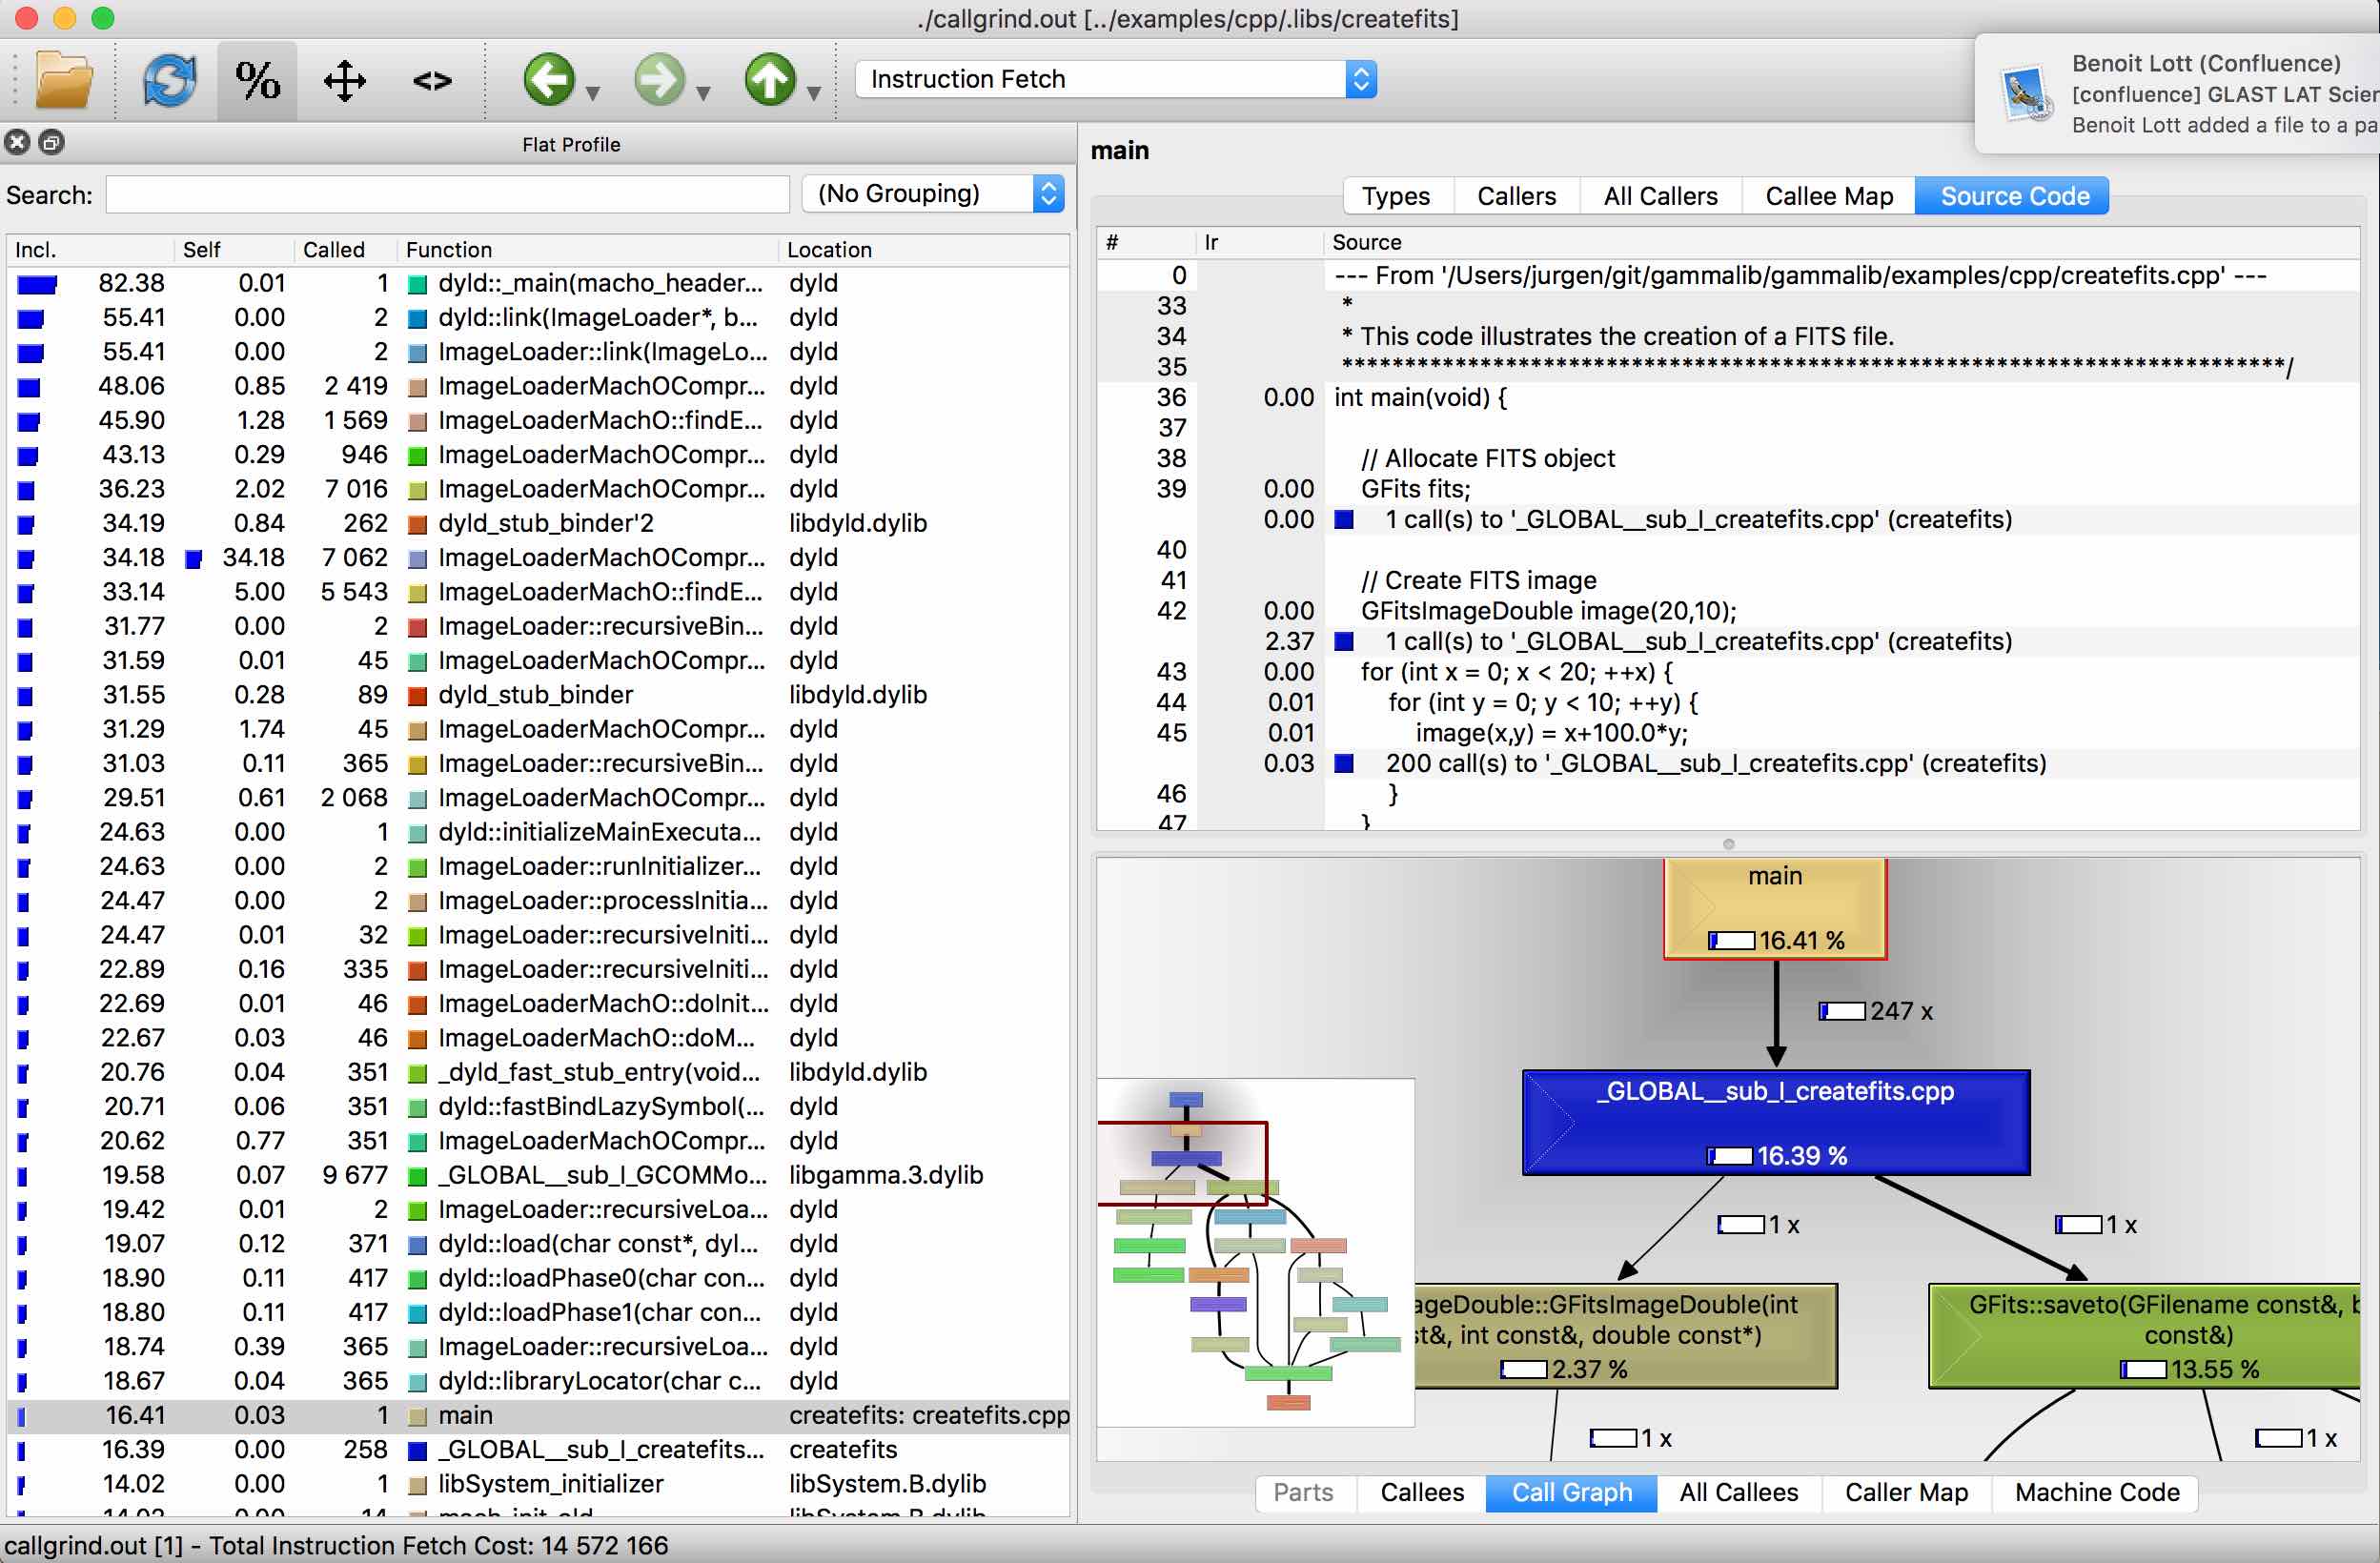 ./callgrind.out [../examples/cpp/.libs/createfits]
% <> Instruction Fetch
Benoit Lott (Confluence)
[confluence] GLAST LAT Scier
Benoit Lott added a file to a pa
Flat Profile
Search: (No Grouping)
Incl. Self Called Function Location
82.38 0.01 1 dyld::_main(macho_header... dyld
55.41 0.00 2 dyld::link(ImageLoader*, b... dyld
55.41 0.00 2 ImageLoader::link(ImageLo... dyld
48.06 0.85 2 419 ImageLoaderMachOCompr... dyld
45.90 1.28 1 569 ImageLoaderMachO::findE... dyld
43.13 0.29 946 ImageLoaderMachOCompr... dyld
36.23 2.02 7 016 ImageLoaderMachOCompr... dyld
34.19 0.84 262 dyld_stub_binder'2 libdyld.dylib
34.18 34.18 7 062 ImageLoaderMachOCompr... dyld
33.14 5.00 5 543 ImageLoaderMachO::findE... dyld
31.77 0.00 2 ImageLoader::recursiveBin... dyld
31.59 0.01 45 ImageLoaderMachOCompr... dyld
31.55 0.28 89 dyld_stub_binder libdyld.dylib
31.29 1.74 45 ImageLoaderMachOCompr... dyld
31.03 0.11 365 ImageLoader::recursiveBin... dyld
29.51 0.61 2 068 ImageLoaderMachOCompr... dyld
24.63 0.00 1 dyld::initializeMainExecuta... dyld
24.63 0.00 2 ImageLoader::runInitializer... dyld
24.47 0.00 2 ImageLoader::processInitia... dyld
24.47 0.01 32 ImageLoader::recursiveIniti... dyld
22.89 0.16 335 ImageLoader::recursiveIniti... dyld
22.69 0.01 46 ImageLoaderMachO::doInit... dyld
22.67 0.03 46 ImageLoaderMachO::doM... dyld
20.76 0.04 351 _dyld_fast_stub_entry(void... libdyld.dylib
20.71 0.06 351 dyld::fastBindLazySymbol(... dyld
20.62 0.77 351 ImageLoaderMachOCompr... dyld
19.58 0.07 9 677 _GLOBAL__sub_I_GCOMMo... libgamma.3.dylib
19.42 0.01 2 ImageLoader::recursiveLoa... dyld
19.07 0.12 371 dyld::load(char const*, dyl... dyld
18.90 0.11 417 dyld::loadPhase0(char con... dyld
18.80 0.11 417 dyld::loadPhase1(char con... dyld
18.74 0.39 365 ImageLoader::recursiveLoa... dyld
18.67 0.04 365 dyld::libraryLocator(char c... dyld
16.41 0.03 1 main createfits: createfits.cpp
16.39 0.00 258 _GLOBAL__sub_I_createfits... createfits
14.02 0.00 1 libSystem_initializer libSystem.B.dylib
main
Types Callers All Callers Callee Map Source Code
# Ir Source
0 --- From '/Users/jurgen/git/gammalib/gammalib/examples/cpp/createfits.cpp' ---
33 *
34 * This code illustrates the creation of a FITS file.
35 ***************************************************************************/
36 0.00 int main(void) {
37
38 // Allocate FITS object
39 0.00 GFits fits;
0.00 1 call(s) to '_GLOBAL__sub_I_createfits.cpp' (createfits)
40
41 // Create FITS image
42 0.00 GFitsImageDouble image(20,10);
2.37 1 call(s) to '_GLOBAL__sub_I_createfits.cpp' (createfits)
43 0.00 for (int x = 0; x < 20; ++x) {
44 0.01 for (int y = 0; y < 10; ++y) {
45 0.01 image(x,y) = x+100.0*y;
0.03 200 call(s) to '_GLOBAL__sub_I_createfits.cpp' (createfits)
46 }
47 }
main
16.41 %
247 x
_GLOBAL__sub_I_createfits.cpp
16.39 %
1 x 1 x
ageDouble::GFitsImageDouble(int
st&, int const&, double const*)
2.37 %
GFits::saveto(GFilename const&, b
const&)
13.55 %
1 x 1 x
Parts Callees Call Graph All Callees Caller Map Machine Code
callgrind.out [1] - Total Instruction Fetch Cost: 14 572 166